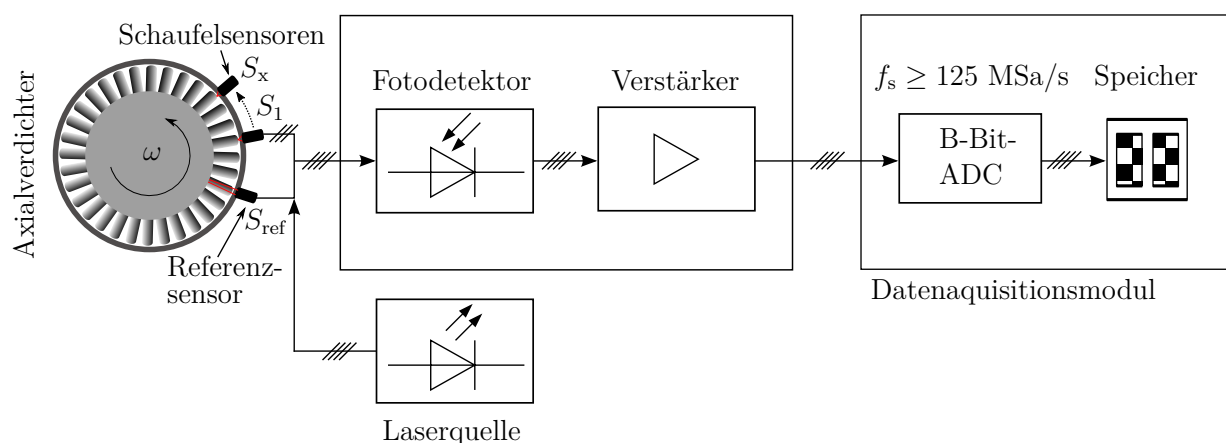 Axialverdichter
Schaufelsensoren
S_x
S_1
ω
S_ref
Referenz-
sensor
Fotodetektor
Verstärker
f_s ≥ 125 MSa/s
Speicher
B-Bit-
ADC
Datenaquisitionsmodul
Laserquelle